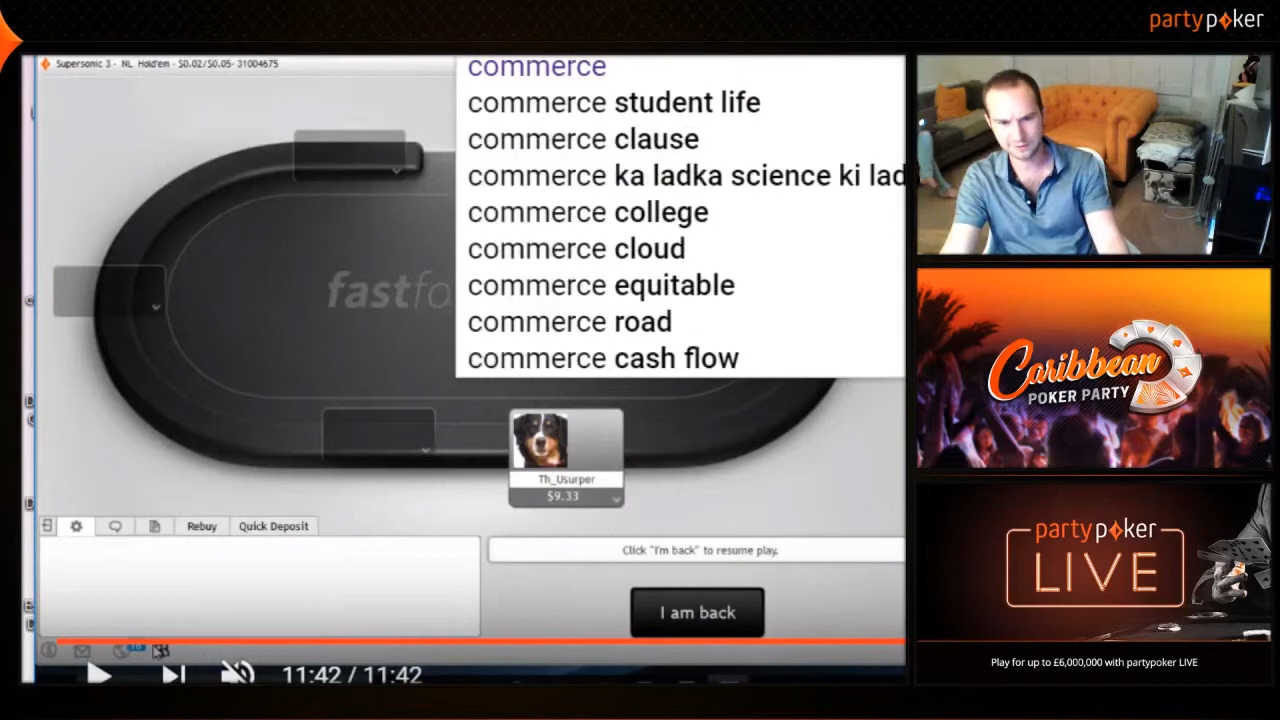 partypoker
Supersonic 3 - NL Hold'em - $0.02/$0.05- 31004675
commerce
commerce student life
commerce clause
commerce ka ladka science ki lad
commerce college
commerce cloud
commerce equitable
commerce road
commerce cash flow
fastfo
Th_Usurper
$9.33
Rebuy
Quick Deposit
Click "I'm back" to resume play.
I am back
11:42 / 11:42
Caribbean
POKER PARTY
partypoker
LIVE
Play for up to £6,000,000 with partypoker LIVE